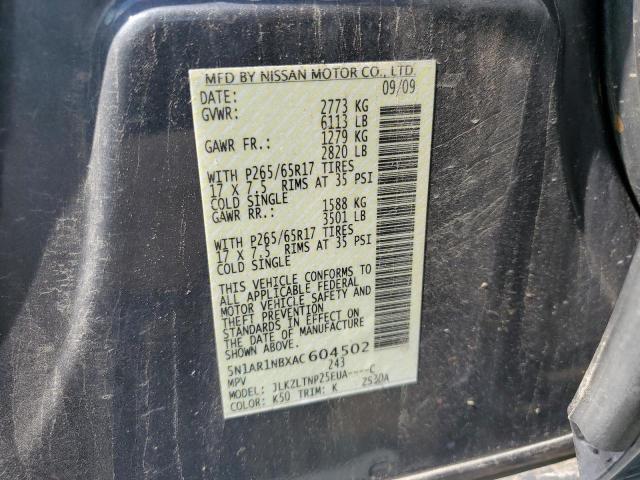 MFD BY NISSAN MOTOR CO., LTD.
DATE: 09/09
GVWR: 2773 KG
6113 LB
GAWR FR.: 1279 KG
2820 LB
WITH P265/65R17 TIRES
17 X 7.5 RIMS AT 35 PSI
COLD SINGLE
GAWR RR.: 1588 KG
3501 LB
WITH P265/65R17 TIRES
17 X 7.5 RIMS AT 35 PSI
COLD SINGLE
THIS VEHICLE CONFORMS TO
ALL APPLICABLE FEDERAL
MOTOR VEHICLE SAFETY AND
THEFT PREVENTION
STANDARDS IN EFFECT ON
THE DATE OF MANUFACTURE
SHOWN ABOVE.
5N1AR1NBXAC604502
MPV 243
MODEL: JLKZLTNP25EUA----C
COLOR: K50 TRIM: K 2S20A